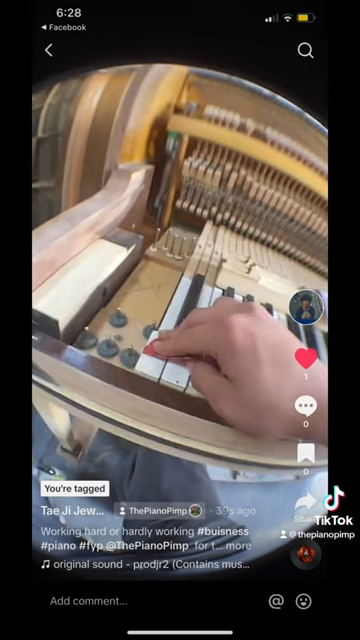 6:28
◀ Facebook
1
0
0
Share
You're tagged
Tae Ji Jew... ThePianoPimp · 39s ago
Working hard or hardly working #buisness
#piano #fyp @ThePianoPimp for t... more
original sound - prodjr2 (Contains mus...
TikTok
@thepianopimp
Add comment...